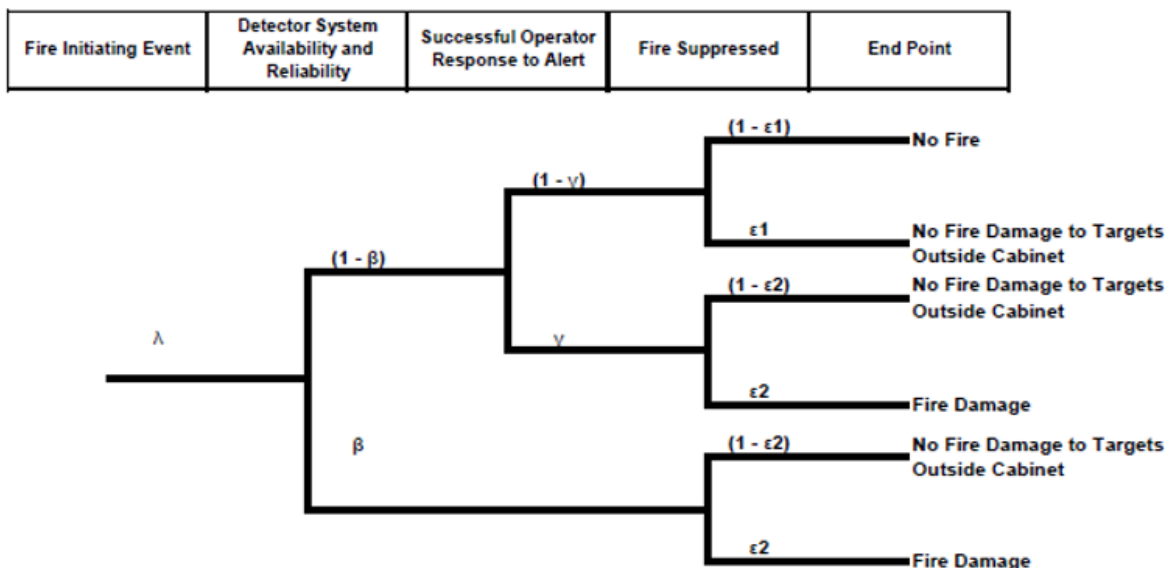 Fire Initiating Event
Detector System
Availability and
Reliability
Successful Operator
Response to Alert
Fire Suppressed
End Point
(1 - ε1)
No Fire
(1 - γ)
ε1
No Fire Damage to Targets
Outside Cabinet
(1 - β)
(1 - ε2)
No Fire Damage to Targets
Outside Cabinet
λ
γ
ε2
Fire Damage
β
(1 - ε2)
No Fire Damage to Targets
Outside Cabinet
ε2
Fire Damage